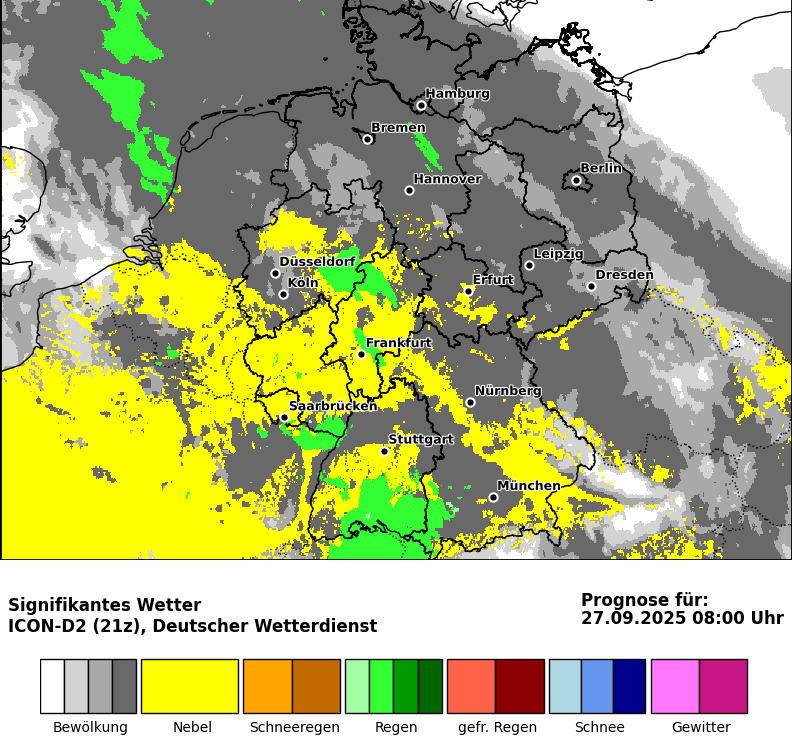 Hamburg
Bremen
Berlin
Hannover
Leipzig
Düsseldorf
Dresden
Köln
Erfurt
Frankfurt
Nürnberg
Saarbrücken
Stuttgart
München
Signifikantes Wetter
ICON-D2 (21z), Deutscher Wetterdienst
Prognose für:
27.09.2025 08:00 Uhr
Bewölkung Nebel Schneeregen Regen gefr. Regen Schnee Gewitter